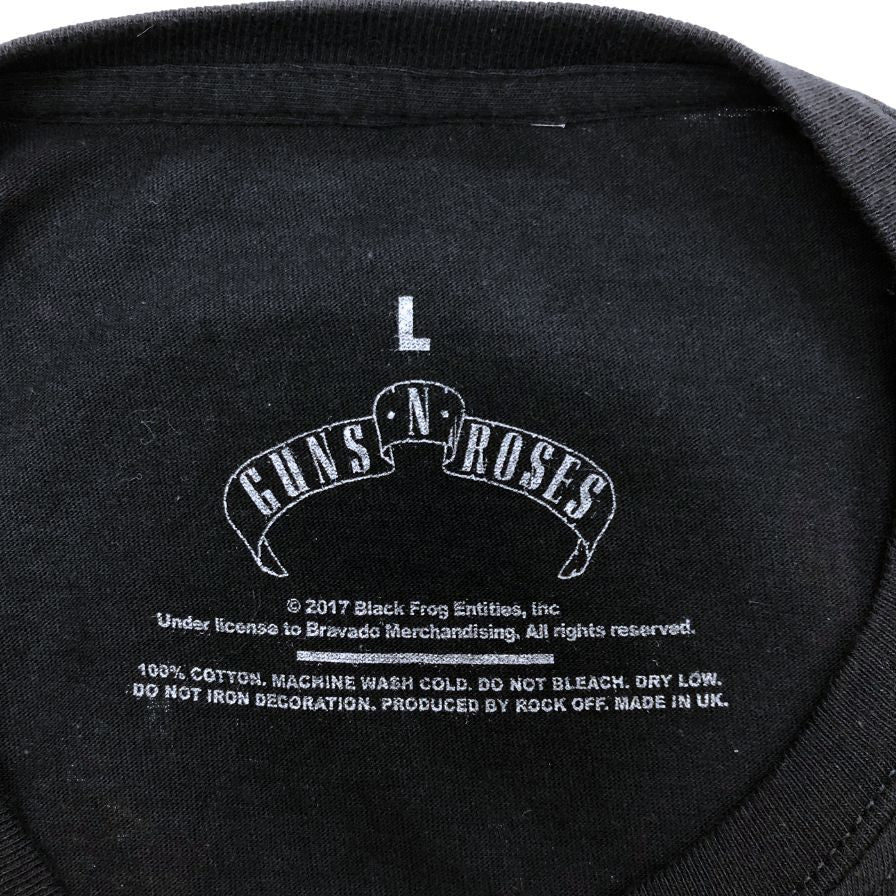 L
GUNS N ROSES
© 2017 Black Frog Entities, Inc
Under license to Bravado Merchandising. All rights reserved.
100% COTTON. MACHINE WASH COLD. DO NOT BLEACH. DRY LOW.
DO NOT IRON DECORATION. PRODUCED BY ROCK OFF. MADE IN UK.